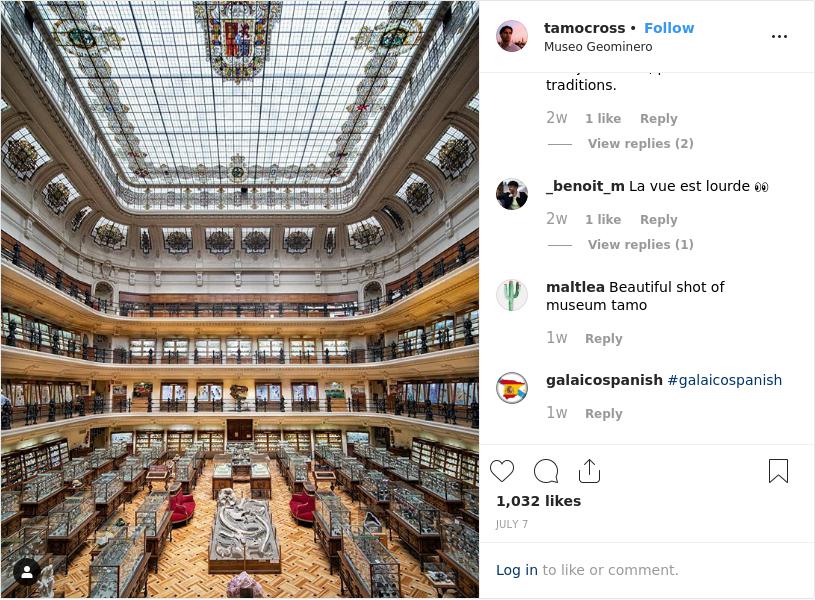 tamocross • Follow
Museo Geominero
traditions.
2w 1 like Reply
View replies (2)
_benoit_m La vue est lourde 👀
2w 1 like Reply
View replies (1)
maltlea Beautiful shot of
museum tamo
1w Reply
galaicospanish #galaicospanish
1w Reply
1,032 likes
JULY 7
Log in to like or comment.